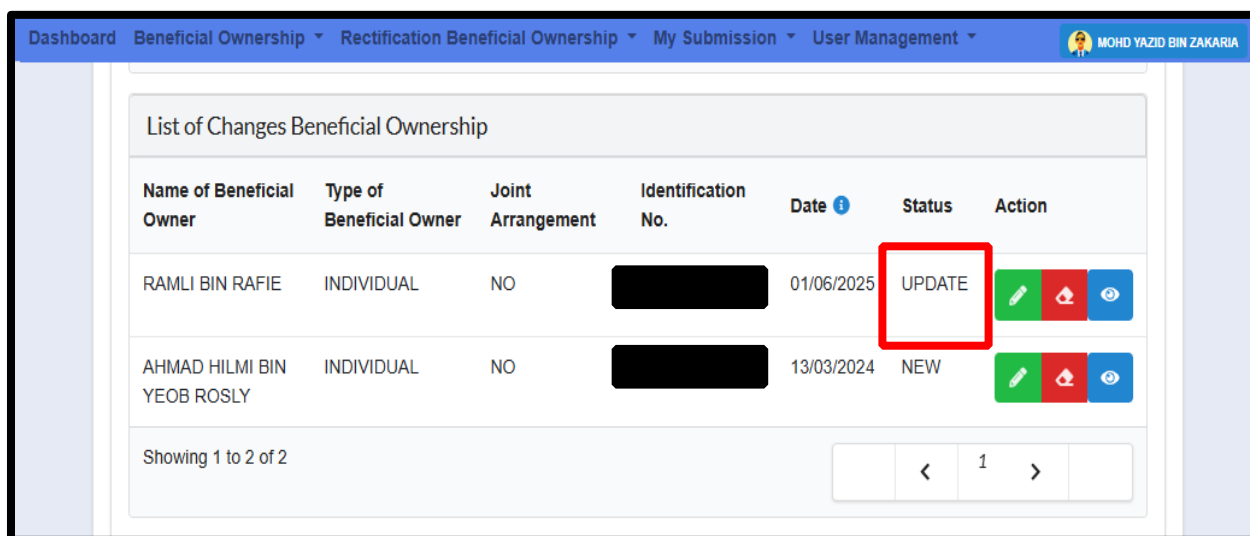 Dashboard Beneficial Ownership Rectification Beneficial Ownership My Submission User Management MOHD YAZID BIN ZAKARIA
List of Changes Beneficial Ownership
Name of Beneficial Owner Type of Beneficial Owner Joint Arrangement Identification No. Date Status Action
RAMLI BIN RAFIE INDIVIDUAL NO 01/06/2025 UPDATE
AHMAD HILMI BIN YEOB ROSLY INDIVIDUAL NO 13/03/2024 NEW
Showing 1 to 2 of 2 1